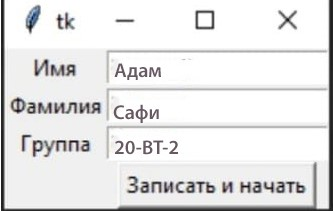 tk
Имя Адам
Фамилия Сафи
Группа 20-ВТ-2
Записать и начать